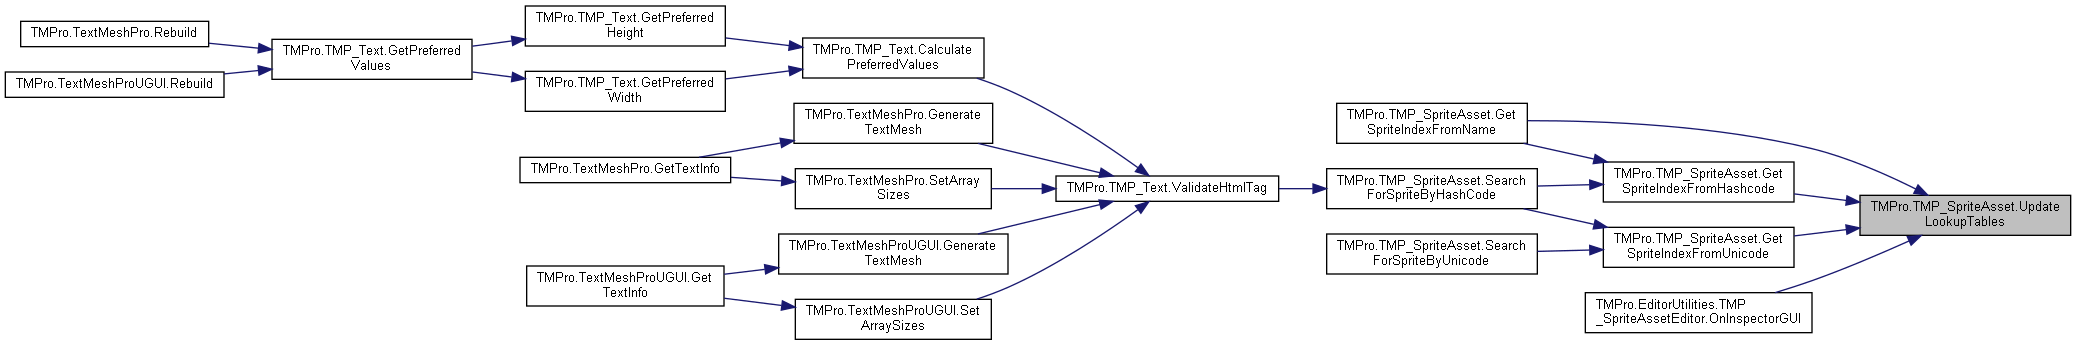 TMPro.TextMeshPro.Rebuild
TMPro.TextMeshProUGUI.Rebuild
TMPro.TMP_Text.GetPreferred
Values
TMPro.TMP_Text.GetPreferred
Height
TMPro.TMP_Text.GetPreferred
Width
TMPro.TextMeshPro.GetTextInfo
TMPro.TextMeshProUGUI.Get
TextInfo
TMPro.TMP_Text.Calculate
PreferredValues
TMPro.TextMeshPro.Generate
TextMesh
TMPro.TextMeshPro.SetArray
Sizes
TMPro.TextMeshProUGUI.Generate
TextMesh
TMPro.TextMeshProUGUI.Set
ArraySizes
TMPro.TMP_Text.ValidateHtmlTag
TMPro.TMP_SpriteAsset.Get
SpriteIndexFromName
TMPro.TMP_SpriteAsset.Search
ForSpriteByHashCode
TMPro.TMP_SpriteAsset.Search
ForSpriteByUnicode
TMPro.TMP_SpriteAsset.Get
SpriteIndexFromHashcode
TMPro.TMP_SpriteAsset.Get
SpriteIndexFromUnicode
TMPro.EditorUtilities.TMP
_SpriteAssetEditor.OnInspectorGUI
TMPro.TMP_SpriteAsset.Update
LookupTables